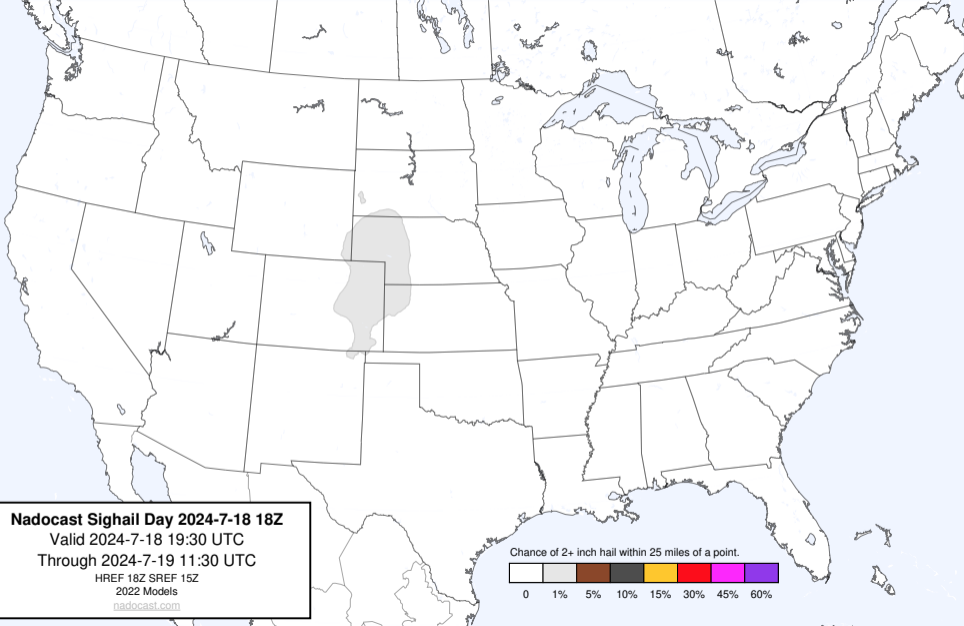 Nadocast Sighail Day 2024-7-18 18Z
Valid 2024-7-18 19:30 UTC
Through 2024-7-19 11:30 UTC
HREF 18Z SREF 15Z
2022 Models
nadocast.com
Chance of 2+ inch hail within 25 miles of a point.
0 1% 5% 10% 15% 30% 45% 60%